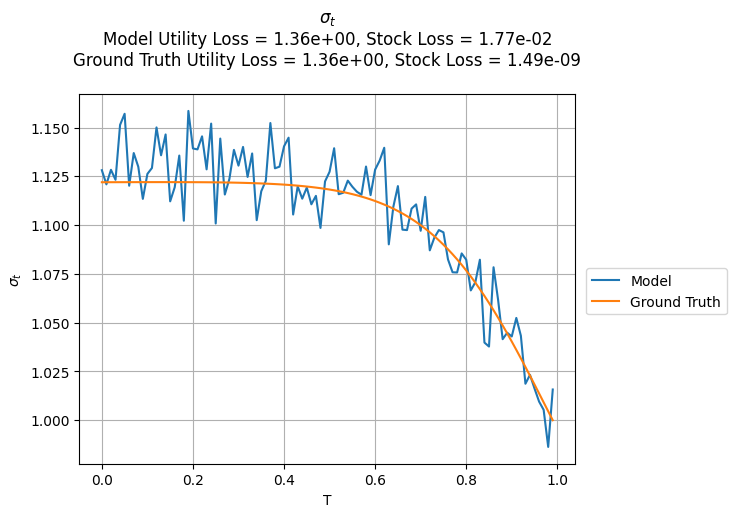 σ_t
Model Utility Loss = 1.36e+00, Stock Loss = 1.77e-02
Ground Truth Utility Loss = 1.36e+00, Stock Loss = 1.49e-09
1.150
1.125
1.100
1.075
1.050
1.025
1.000
σ_t
0.0 0.2 0.4 0.6 0.8 1.0
T
Model
Ground Truth